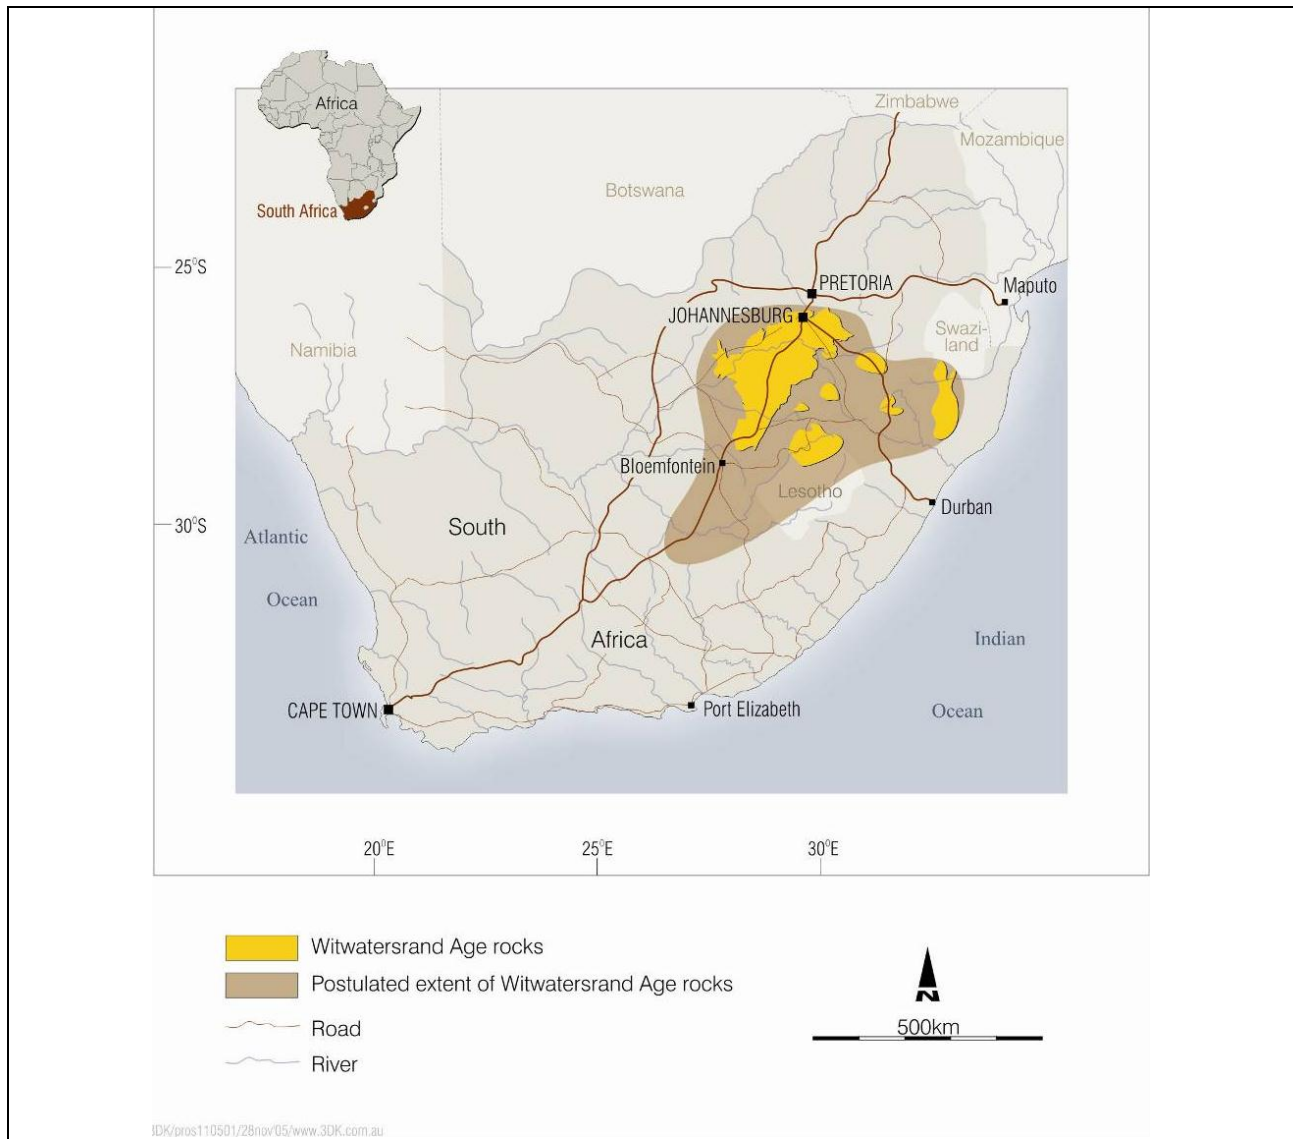 Africa
South Africa
Zimbabwe
Mozambique
Botswana
25°S
PRETORIA
Maputo
JOHANNESBURG
Swazi-
land
Namibia
Bloemfontein
Lesotho
Durban
30°S
South
Atlantic
Ocean
Africa
Indian
Ocean
CAPE TOWN
Port Elizabeth
20°E
25°E
30°E
Witwatersrand Age rocks
Postulated extent of Witwatersrand Age rocks
Road
River
N
500km
3DK/pros110501/28nov'05/www.3DK.com.au